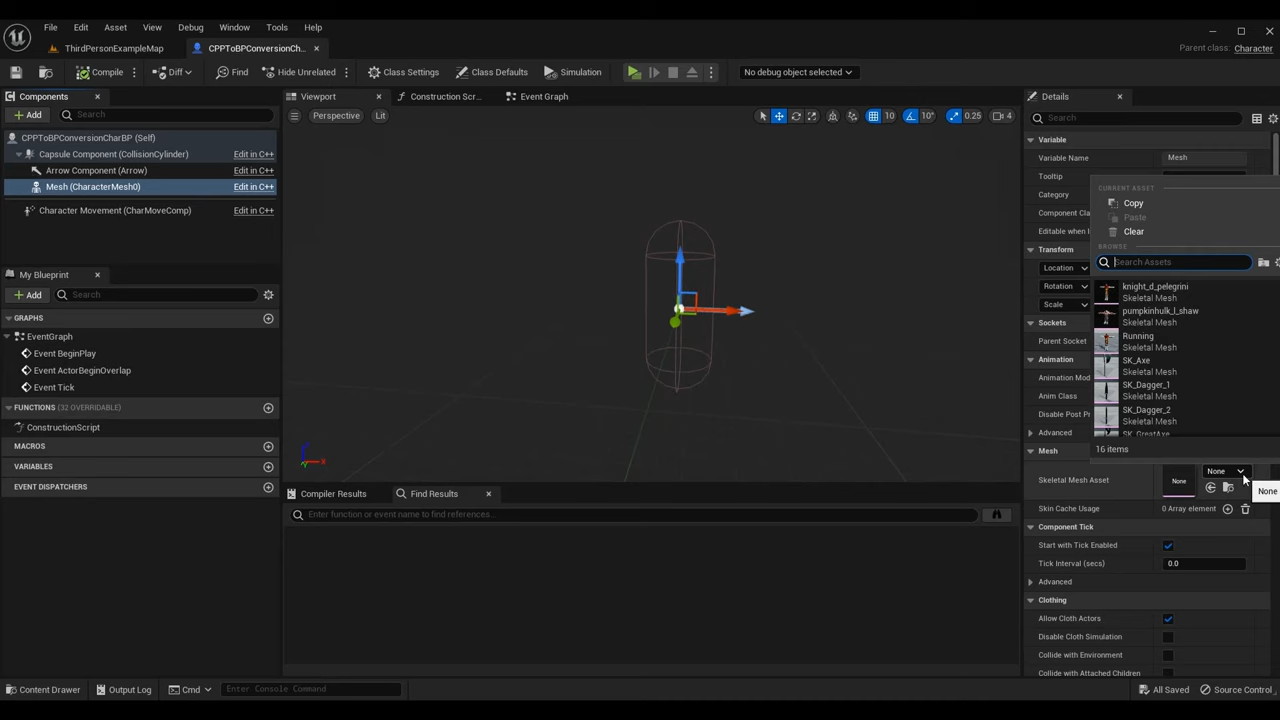 File Edit Asset View Debug Window Tools Help
ThirdPersonExampleMap
CPPToBPConversionCh...
Parent class: Character
Compile
Diff
Find
Hide Unrelated
Class Settings
Class Defaults
Simulation
No debug object selected
Components
Add
Search
CPPToBPConversionCharBP (Self)
Capsule Component (CollisionCylinder) Edit in C++
Arrow Component (Arrow) Edit in C++
Mesh (CharacterMesh0) Edit in C++
Character Movement (CharMoveComp) Edit in C++
My Blueprint
Add
Search
GRAPHS
EventGraph
Event BeginPlay
Event ActorBeginOverlap
Event Tick
FUNCTIONS (32 OVERRIDABLE)
ConstructionScript
MACROS
VARIABLES
EVENT DISPATCHERS
Viewport
Construction Scr...
Event Graph
Perspective
Lit
10
10°
0.25
4
Compiler Results
Find Results
Enter function or event name to find references...
Details
Search
Variable
Variable Name Mesh
Tooltip
Category
Component Cla
Editable when I
Transform
Location
Rotation
Scale
Sockets
Parent Socket
Animation
Animation Mod
Anim Class
Disable Post Pr
Advanced
CURRENT ASSET
Copy
Paste
Clear
BROWSE
Search Assets
knight_d_pelegrini
Skeletal Mesh
pumpkinhulk_l_shaw
Skeletal Mesh
Running
Skeletal Mesh
SK_Axe
Skeletal Mesh
SK_Dagger_1
Skeletal Mesh
SK_Dagger_2
Skeletal Mesh
SK_GreatAxe
16 items
Mesh
Skeletal Mesh Asset
None
None
None
Skin Cache Usage 0 Array element
Component Tick
Start with Tick Enabled
Tick Interval (secs) 0.0
Advanced
Clothing
Allow Cloth Actors
Disable Cloth Simulation
Collide with Environment
Collide with Attached Children
Content Drawer
Output Log
Cmd
Enter Console Command
All Saved
Source Control